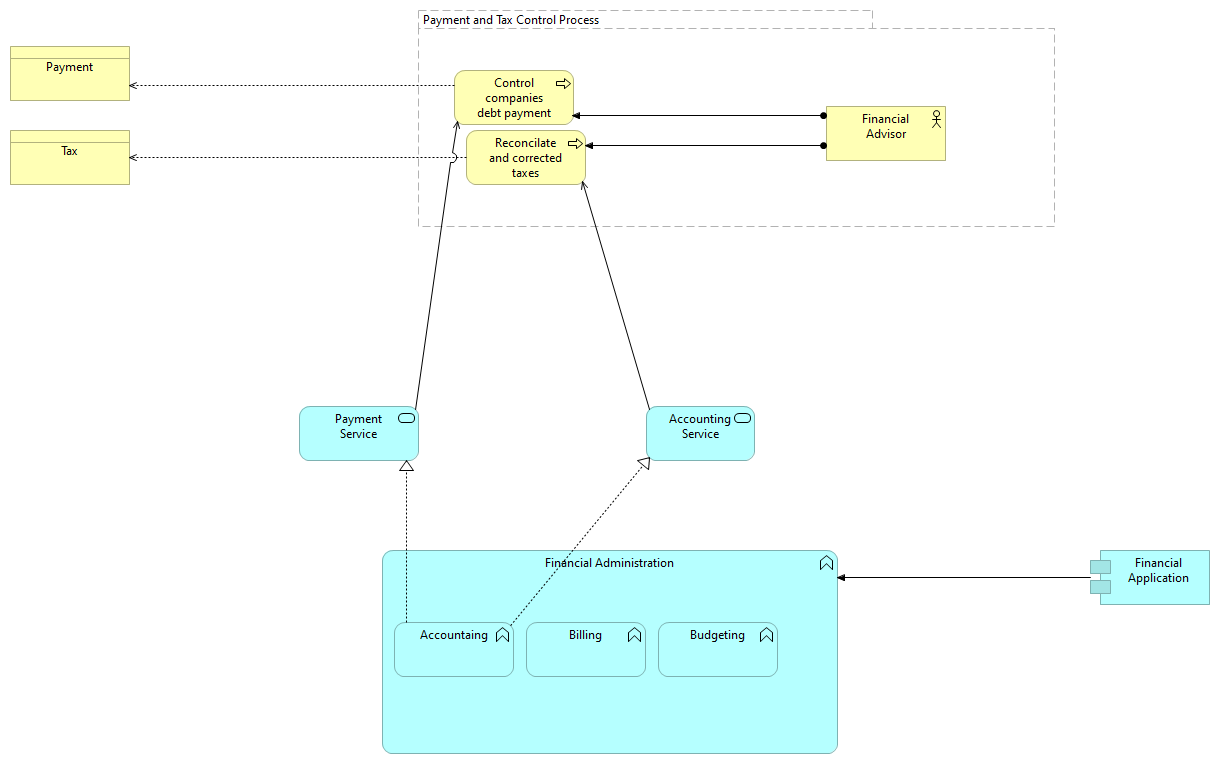 Payment and Tax Control Process
Payment
Control
companies
debt payment
Financial
Advisor
Tax
Reconcilate
and corrected
taxes
Payment
Service
Accounting
Service
Financial Administration
Financial
Application
Accountaing
Billing
Budgeting